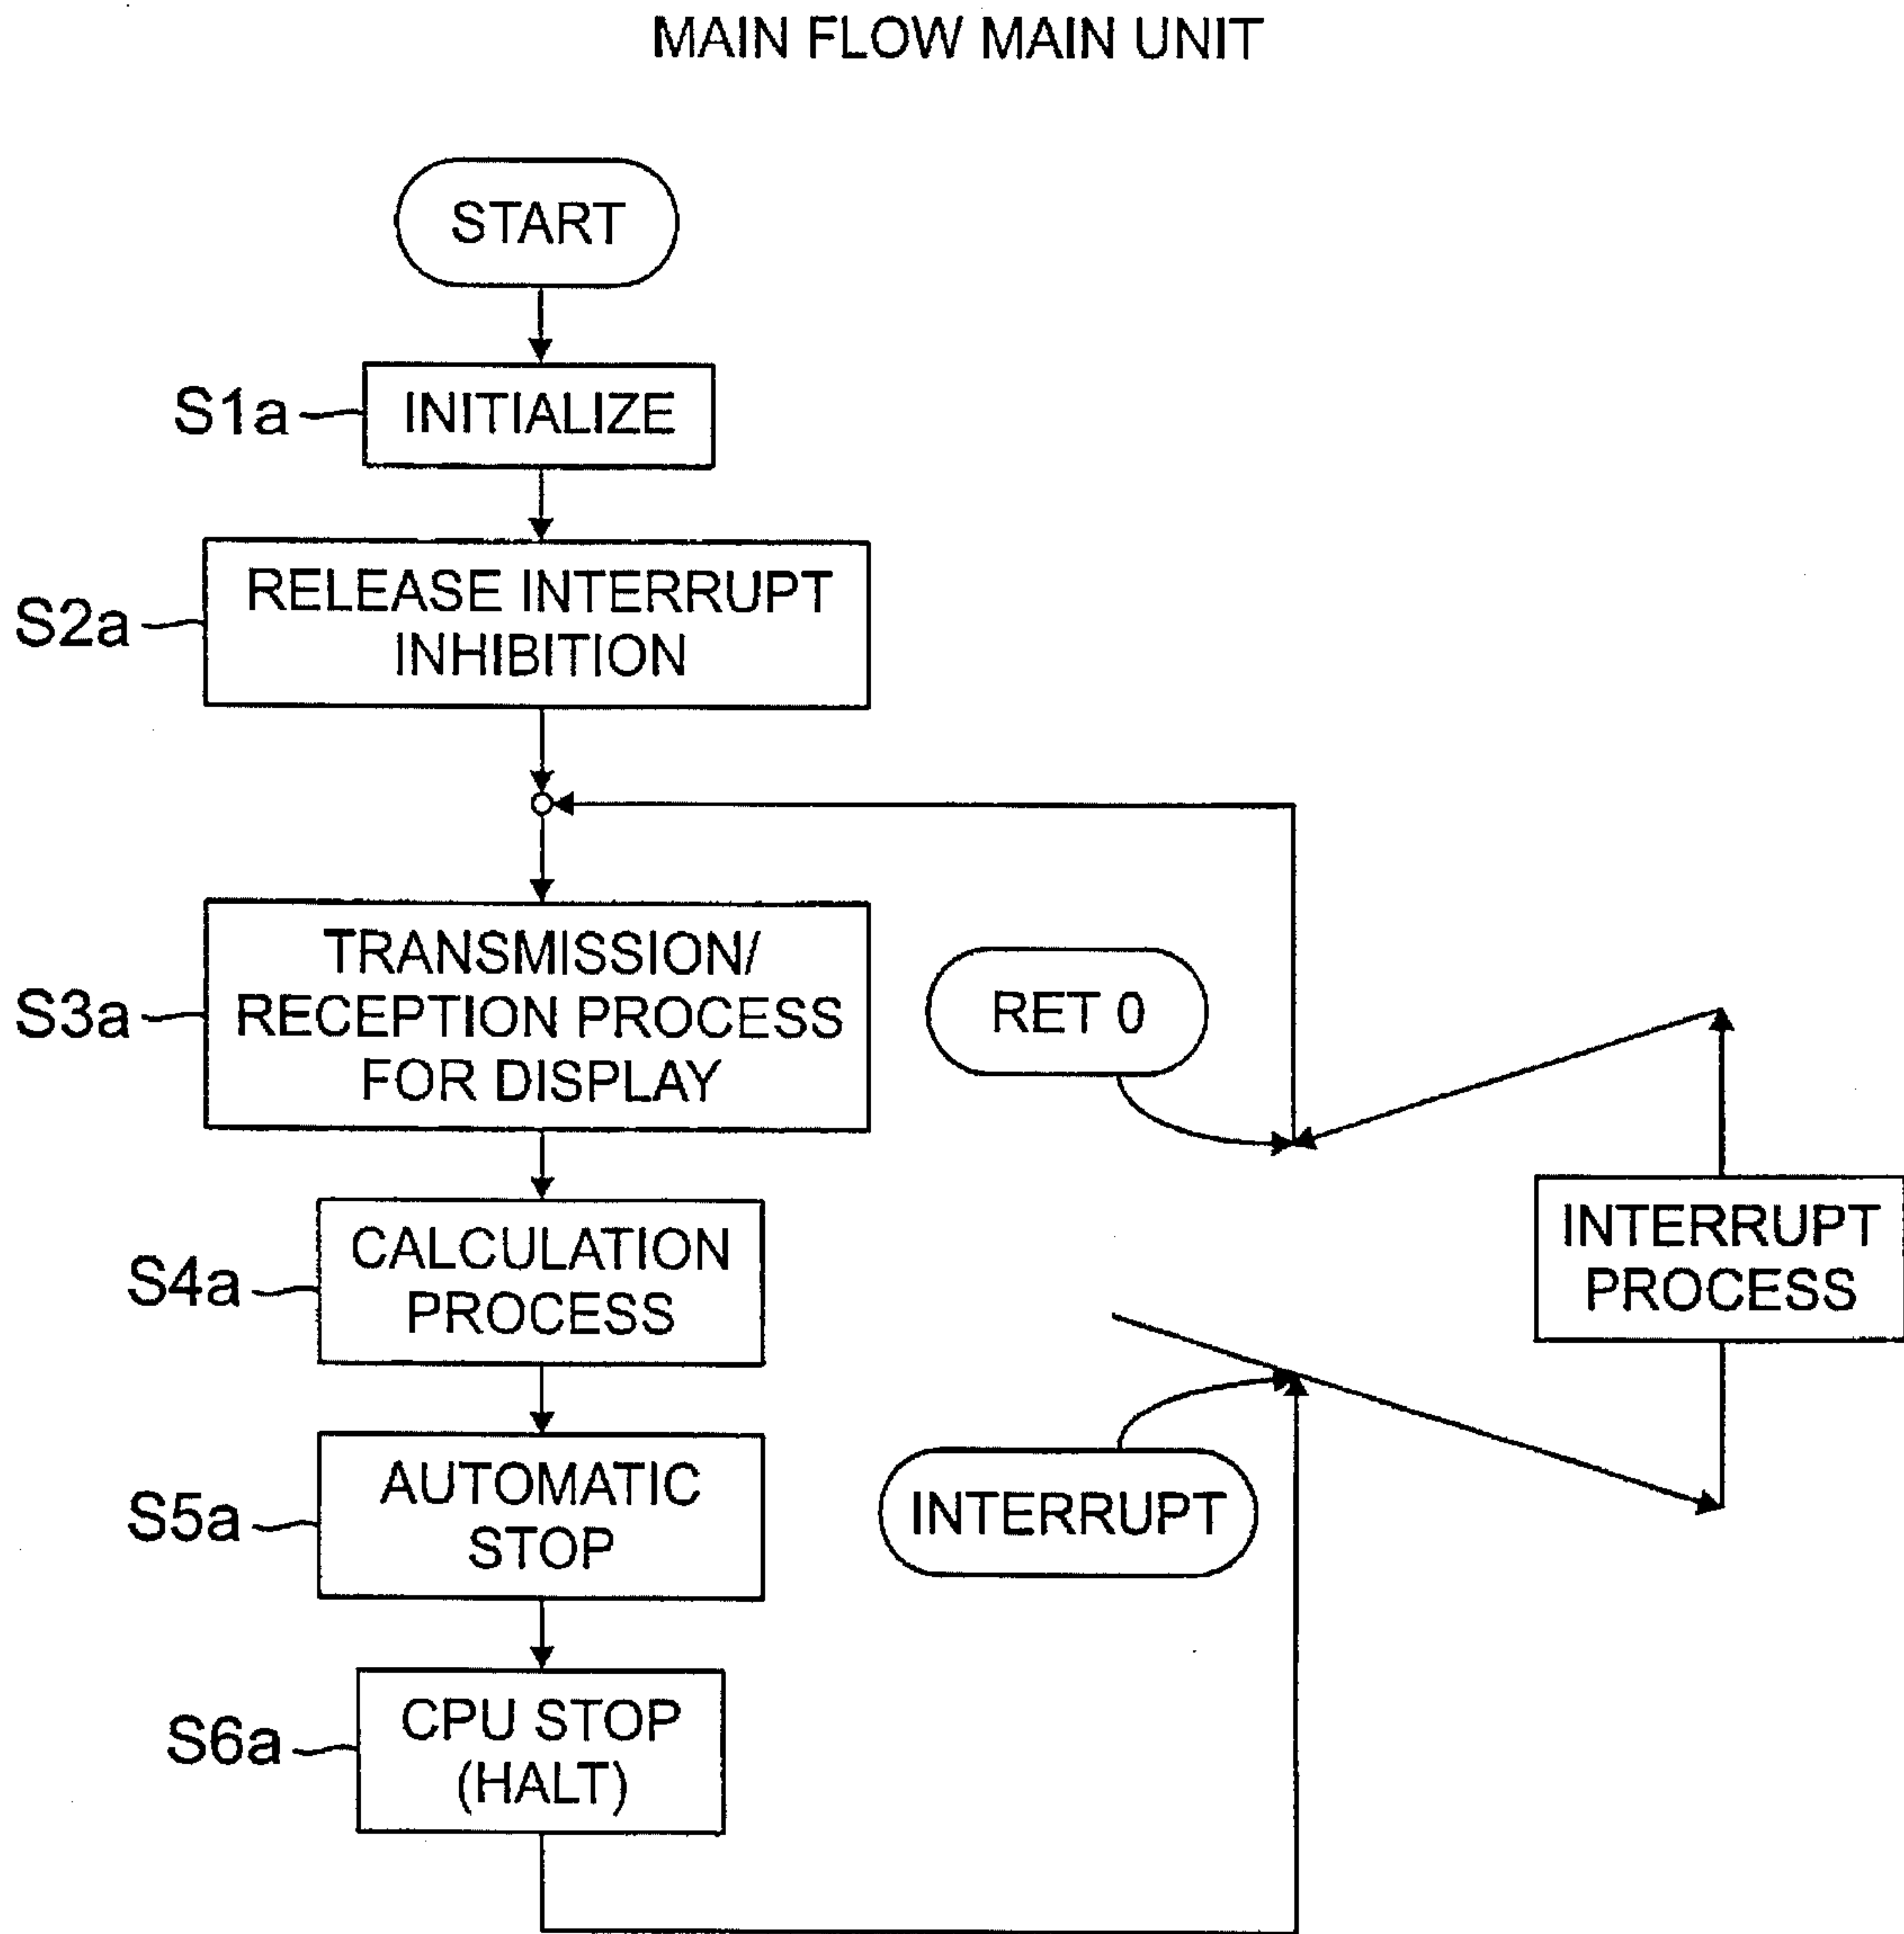 MAIN FLOW MAIN UNIT
START
S1a
INITIALIZE
S2a
RELEASE INTERRUPT
INHIBITION
S3a
TRANSMISSION/
RECEPTION PROCESS
FOR DISPLAY
RET 0
S4a
CALCULATION
PROCESS
INTERRUPT
PROCESS
S5a
AUTOMATIC
STOP
INTERRUPT
S6a
CPU STOP
(HALT)